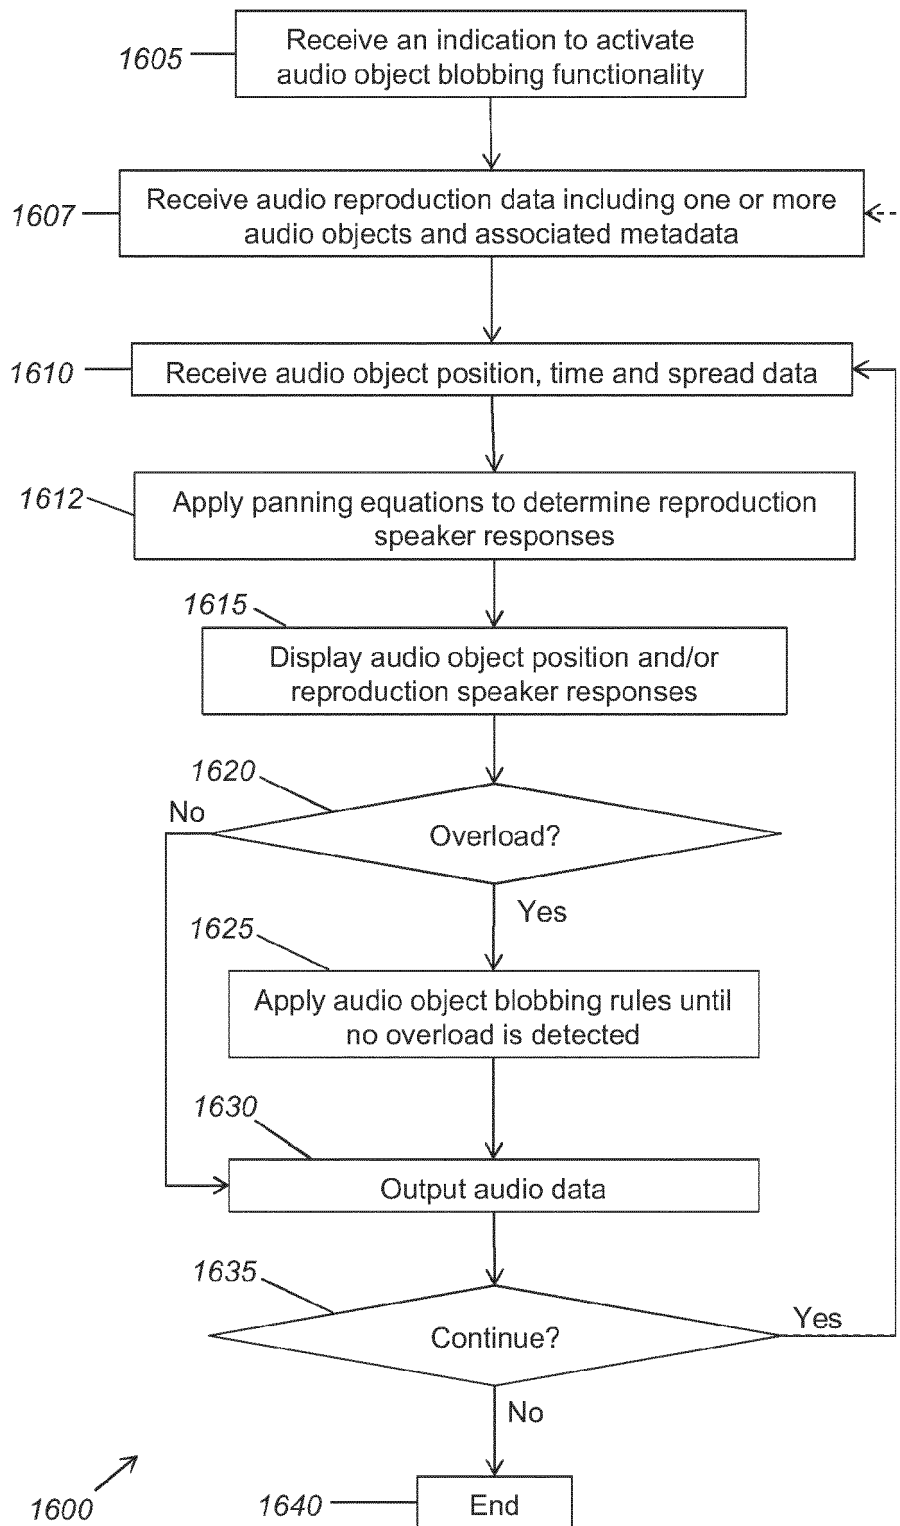 1605
Receive an indication to activate
audio object blobbing functionality
1607
Receive audio reproduction data including one or more
audio objects and associated metadata
1610
Receive audio object position, time and spread data
1612
Apply panning equations to determine reproduction
speaker responses
1615
Display audio object position and/or
reproduction speaker responses
1620
No
Overload?
Yes
1625
Apply audio object blobbing rules until
no overload is detected
1630
Output audio data
1635
Continue?
Yes
No
1600
1640
End